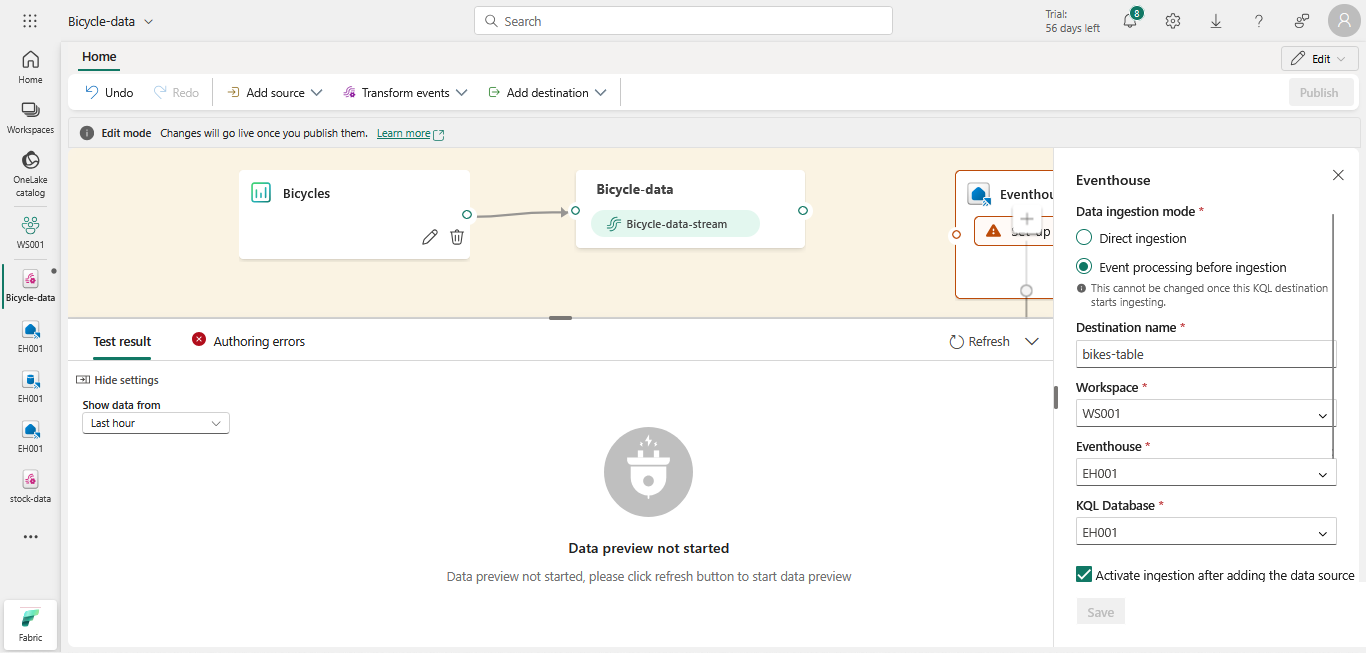 Bicycle-data
Search
Trial:
56 days left
8
Home
Workspaces
OneLake
catalog
WS001
Bicycle-data
EH001
EH001
EH001
stock-data
Fabric
Home
Edit
Undo
Redo
Add source
Transform events
Add destination
Publish
Edit mode Changes will go live once you publish them. Learn more
Bicycles
Bicycle-data
Bicycle-data-stream
Eventhou
Set-up
Test result
Authoring errors
Refresh
Hide settings
Show data from
Last hour
Data preview not started
Data preview not started, please click refresh button to start data preview
Eventhouse
Data ingestion mode *
Direct ingestion
Event processing before ingestion
This cannot be changed once this KQL destination
starts ingesting.
Destination name *
bikes-table
Workspace *
WS001
Eventhouse *
EH001
KQL Database *
EH001
Activate ingestion after adding the data source
Save